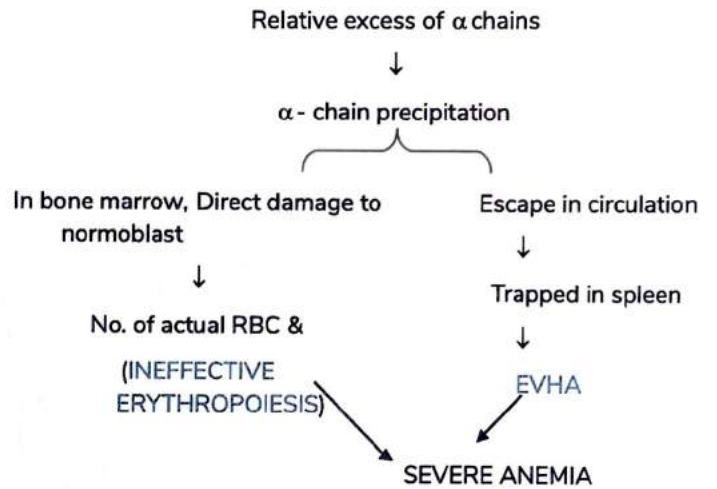 Relative excess of α chains
↓
α - chain precipitation
In bone marrow, Direct damage to
normoblast
↓
No. of actual RBC &
(INEFFECTIVE
ERYTHROPOIESIS)
Escape in circulation
↓
Trapped in spleen
↓
EVHA
SEVERE ANEMIA